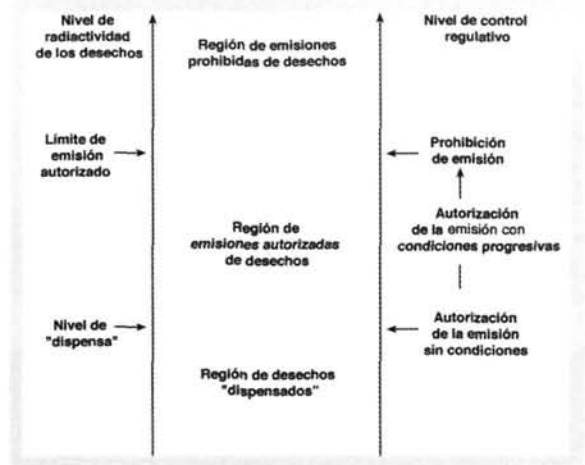 Nivel de
radiactividad
de los desechos
Región de emisiones
prohibidas de desechos
Nivel de control
regulativo
Límite de
emisión
autorizado
Prohibición
de emisión
Región de
emisiones autorizadas
de desechos
Autorización
de la emisión con
condiciones progresivas
Nivel de
"dispensa"
Autorización
de la emisión
sin condiciones
Región de desechos
"dispensados"